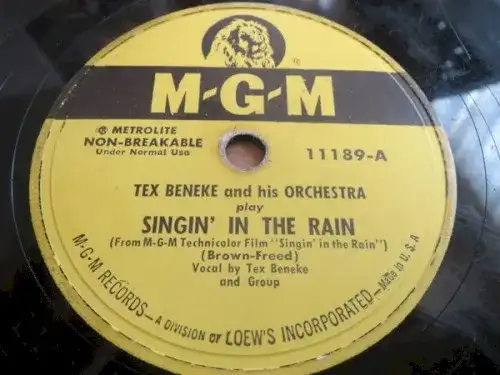 M-G-M
® METROLITE
NON-BREAKABLE
Under Normal Use
11189-A
TEX BENEKE and his ORCHESTRA
play
SINGIN' IN THE RAIN
(From M-G-M Technicolor Film "Singin' in the Rain")
(Brown-Freed)
Vocal by Tex Beneke
and Group
M-G-M RECORDS—A DIVISION OF LOEW'S INCORPORATED—Made in U.S.A